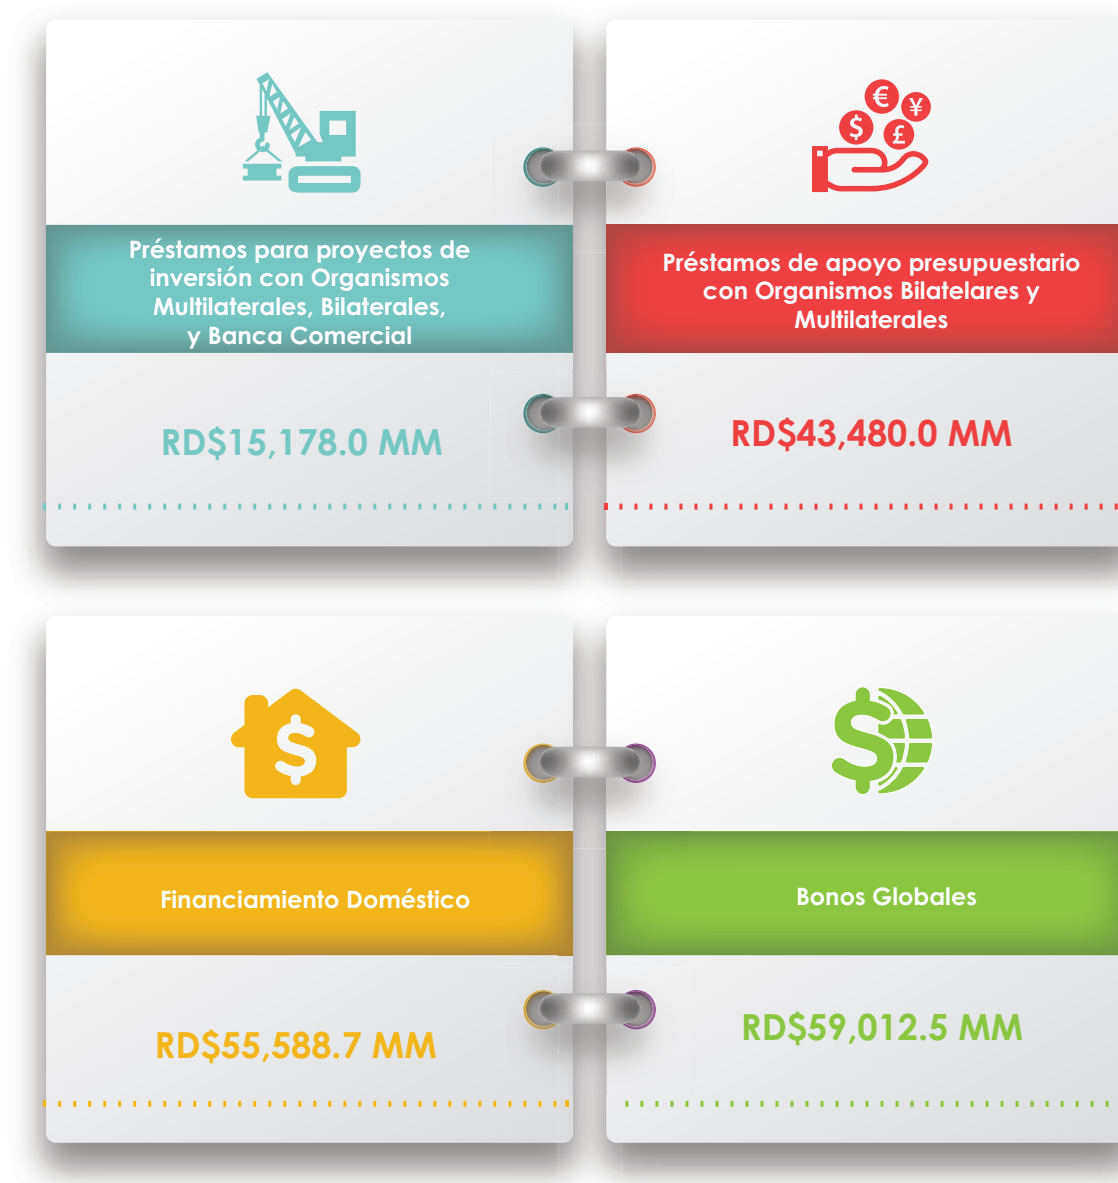 Préstamos para proyectos de
inversión con Organismos
Multilaterales, Bilaterales,
y Banca Comercial
RD$15,178.0 MM
€
¥
$
£
Préstamos de apoyo presupuestario
con Organismos Bilatelares y
Multilaterales
RD$43,480.0 MM
$
Financiamiento Doméstico
RD$55,588.7 MM
$
Bonos Globales
RD$59,012.5 MM